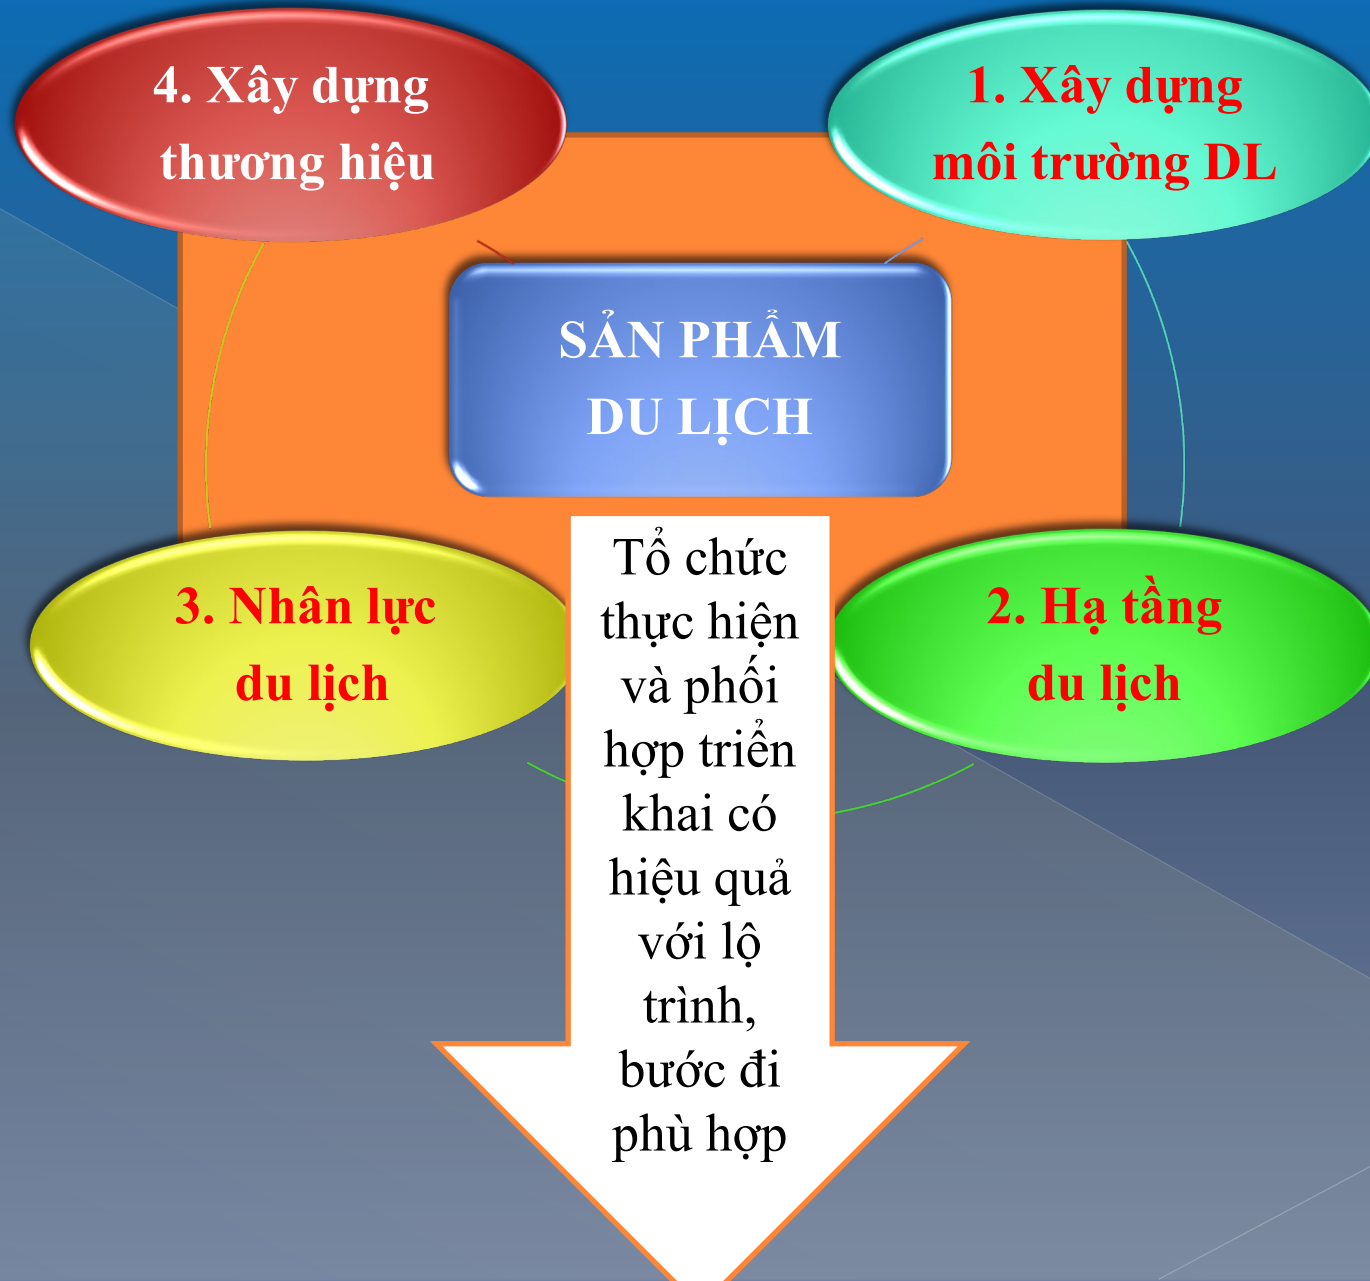 4. Xây dựng
thương hiệu
1. Xây dựng
môi trường DL
SẢN PHẨM
DU LỊCH
3. Nhân lực
du lịch
2. Hạ tầng
du lịch
Tổ chức
thực hiện
và phối
hợp triển
khai có
hiệu quả
với lộ
trình,
bước đi
phù hợp